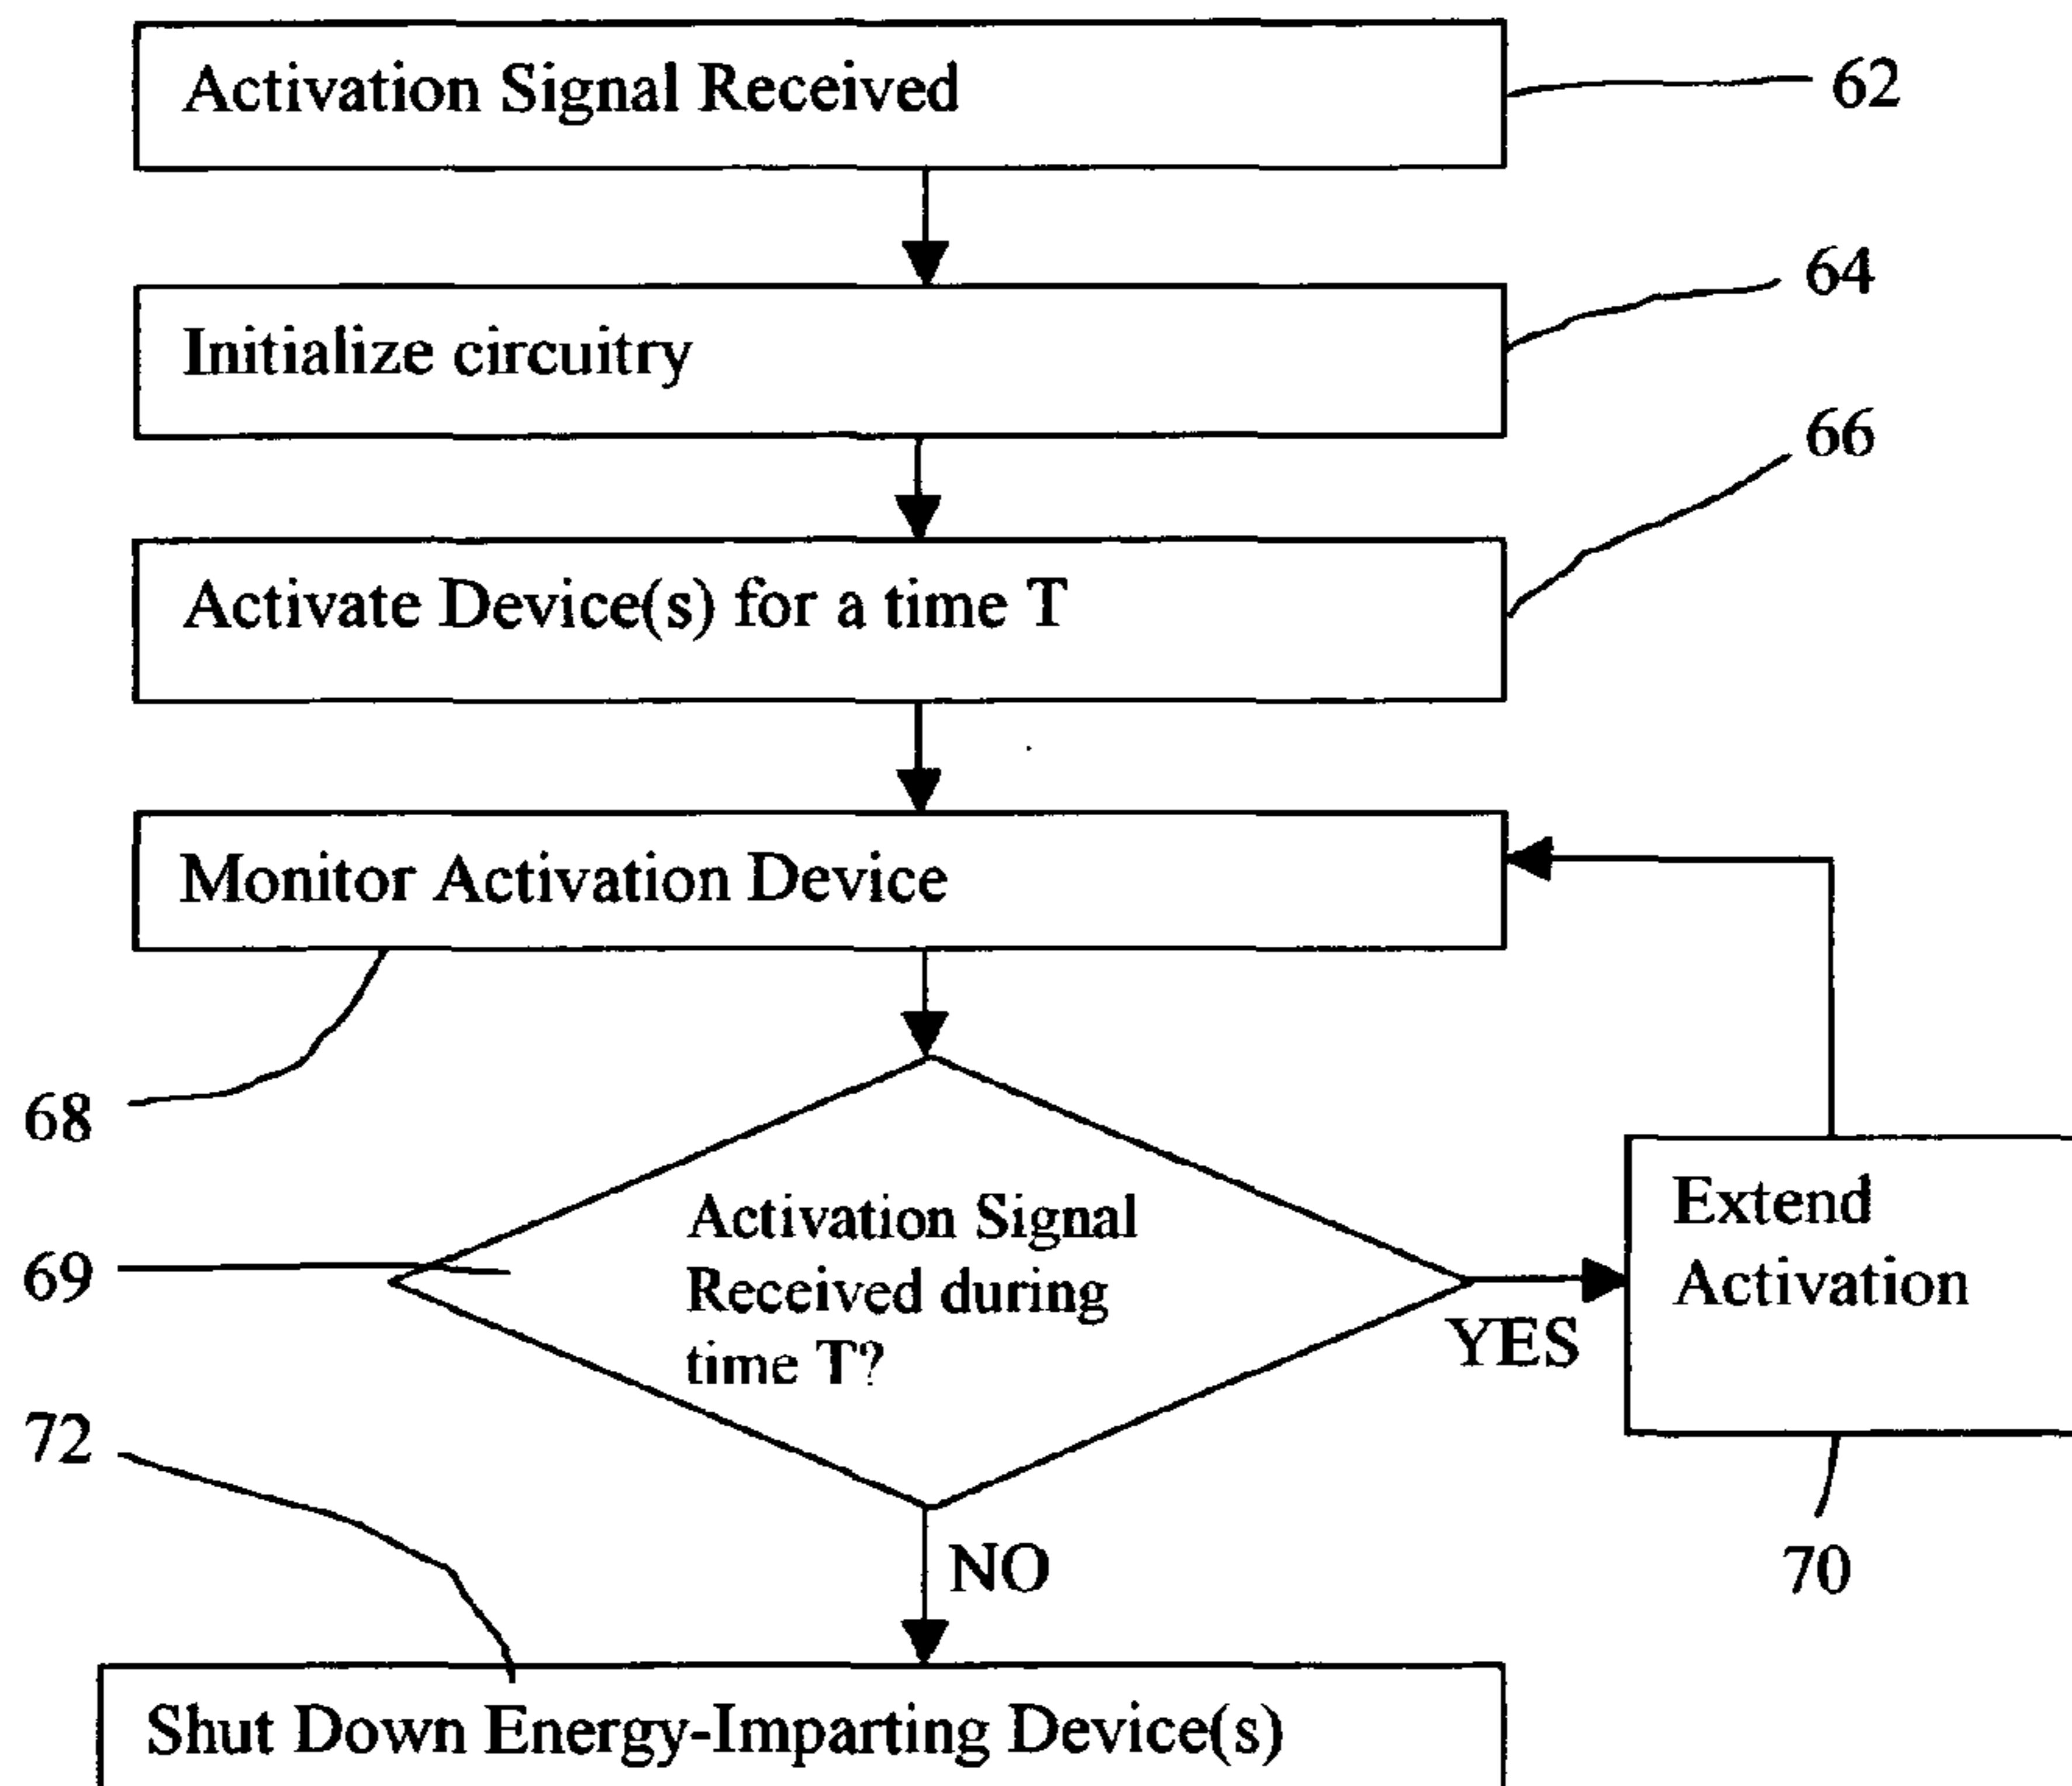 Activation Signal Received
62
Initialize circuitry
64
66
Activate Device(s) for a time T
Monitor Activation Device
68
Activation Signal
Received during
time T?
69
YES
Extend
Activation
70
72
NO
Shut Down Energy-Imparting Device(s)